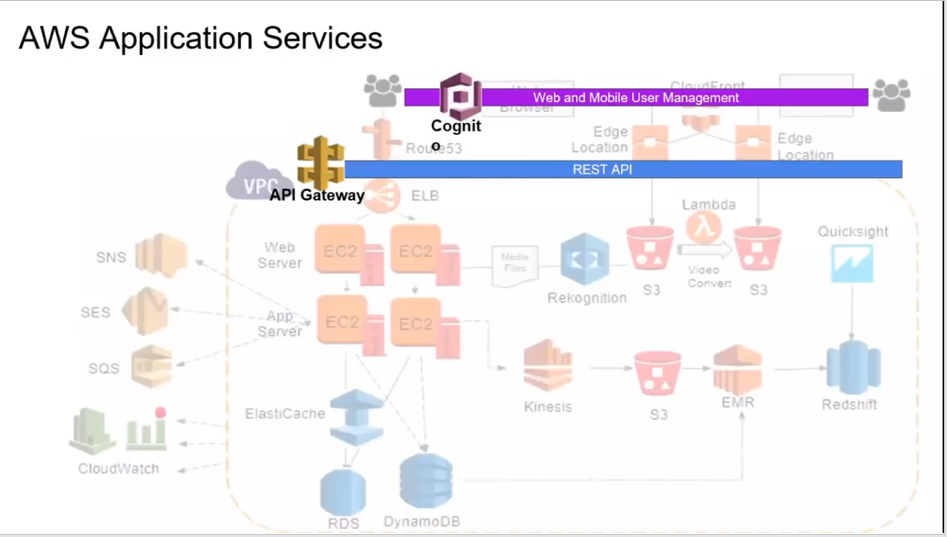 AWS Application Services
Web and Mobile User Management
CloudFront
Browser
Cognit
o
Route53
Edge
Location
Edge
Location
REST API
VPC
API Gateway
ELB
Lambda
Web
Server
EC2
EC2
Media
Files
Rekognition
S3
Video
Convert
S3
Quicksight
SNS
SES
SQS
App
Server
EC2
EC2
Kinesis
S3
EMR
Redshift
ElastiCache
CloudWatch
RDS
DynamoDB